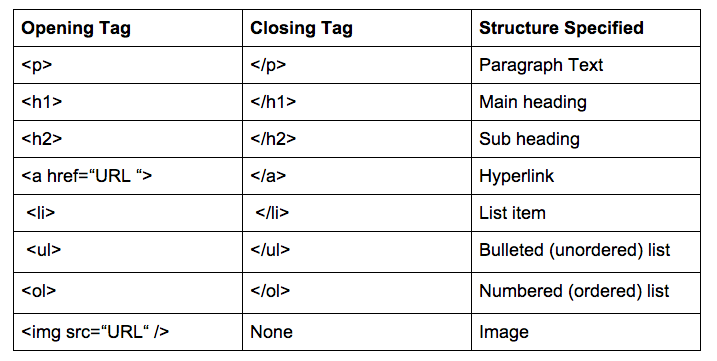 Opening Tag Closing Tag Structure Specified
<p> </p> Paragraph Text
<h1> </h1> Main heading
<h2> </h2> Sub heading
<a href=“URL “> </a> Hyperlink
<li> </li> List item
<ul> </ul> Bulleted (unordered) list
<ol> </ol> Numbered (ordered) list
<img src=“URL“ /> None Image